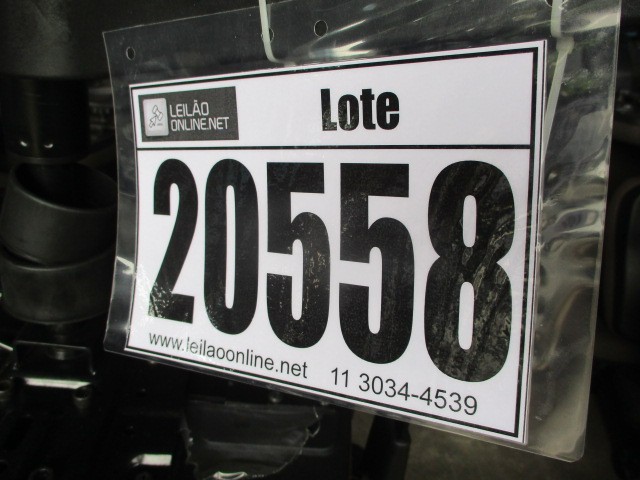 LEILÃO
ONLINE.NET
Lote
20558
www.leilaoonline.net 11 3034-4539